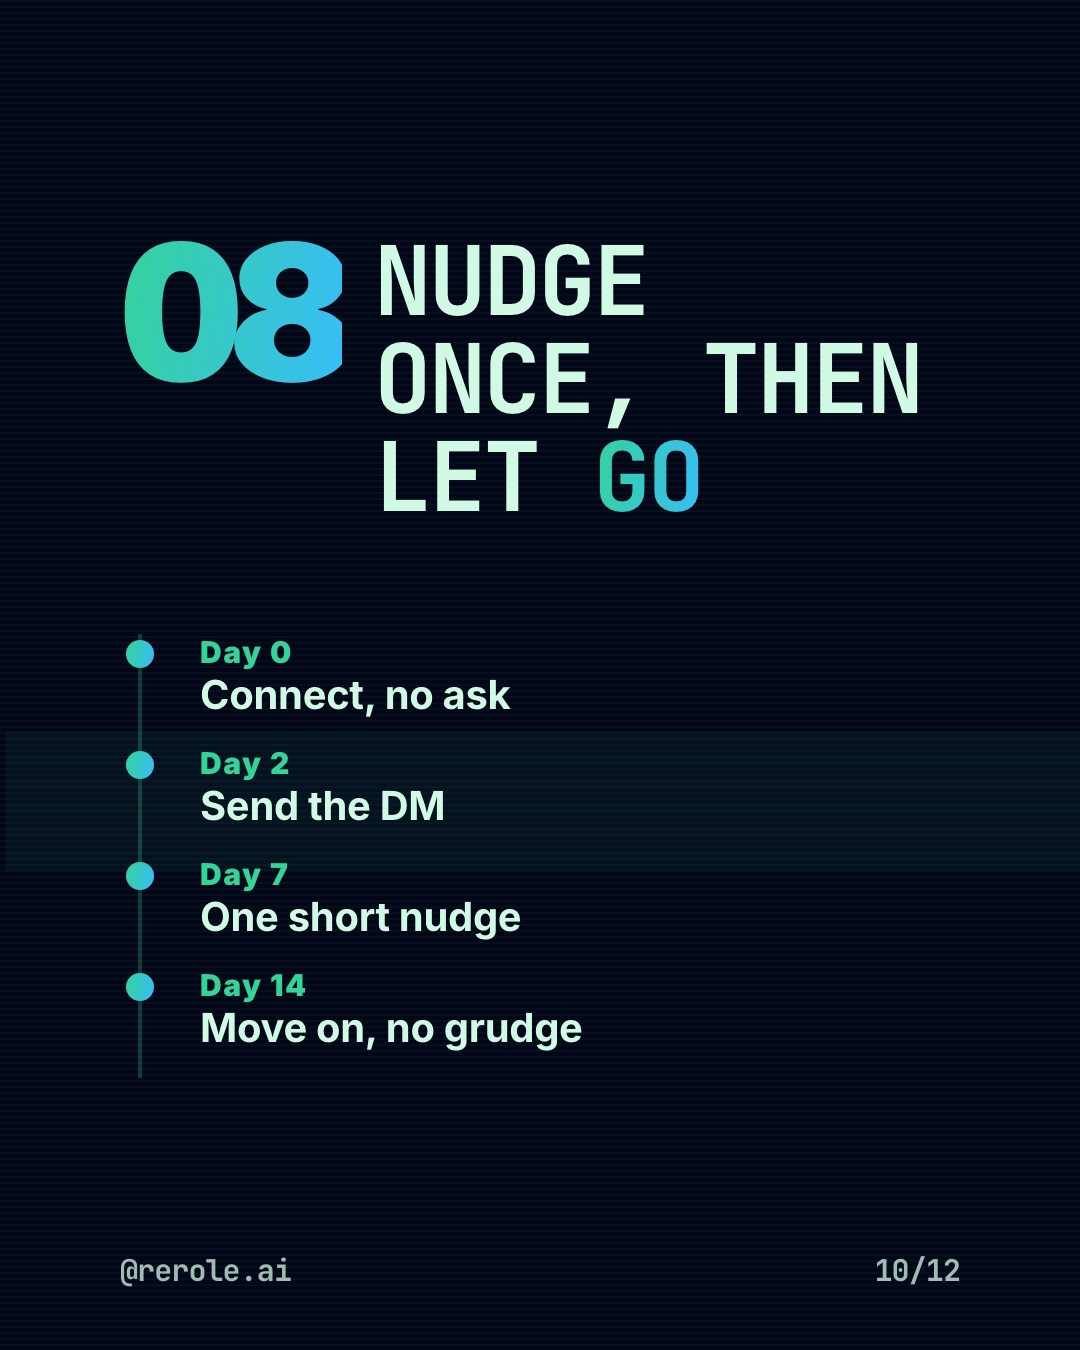 08
NUDGE
ONCE, THEN
LET GO
Day 0
Connect, no ask
Day 2
Send the DM
Day 7
One short nudge
Day 14
Move on, no grudge
@rerole.ai
10/12